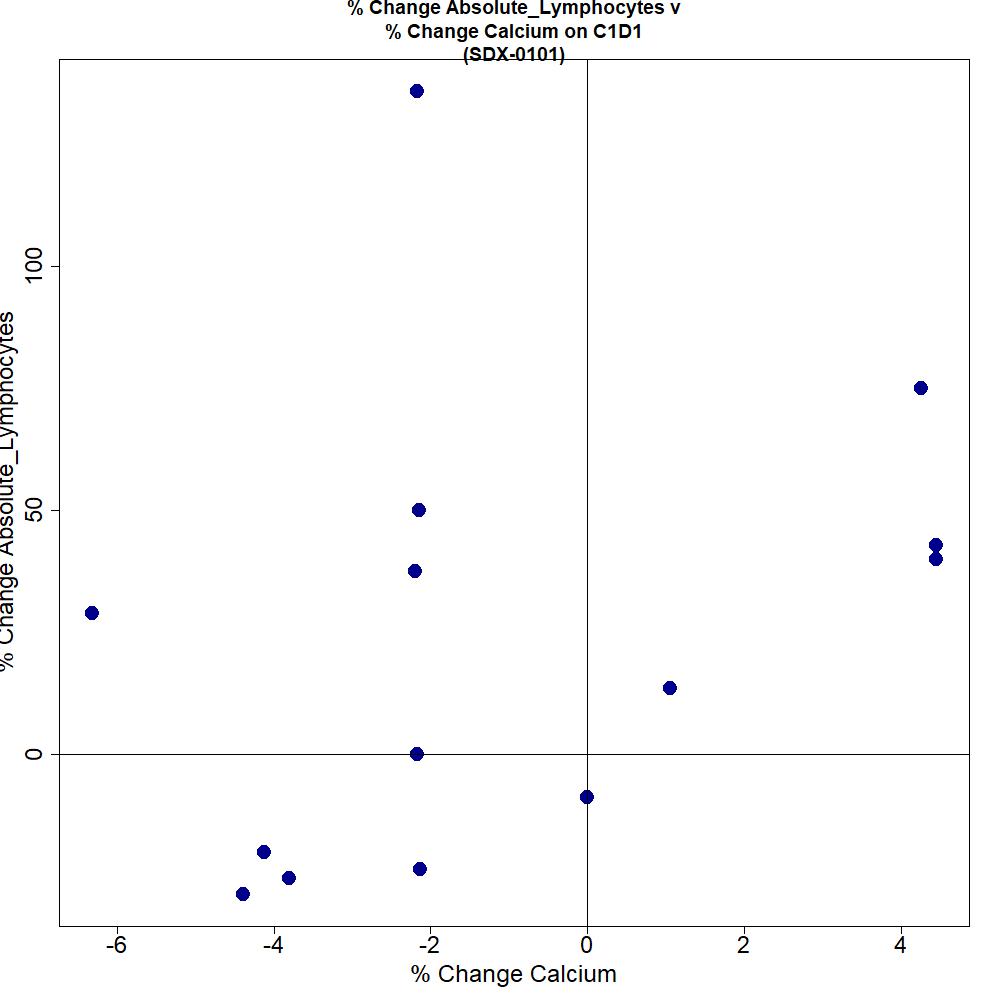 % Change Absolute_Lymphocytes v
% Change Calcium on C1D1
(SDX-0101)
% Change Absolute_Lymphocytes
100
50
0
-6 -4 -2 0 2 4
% Change Calcium